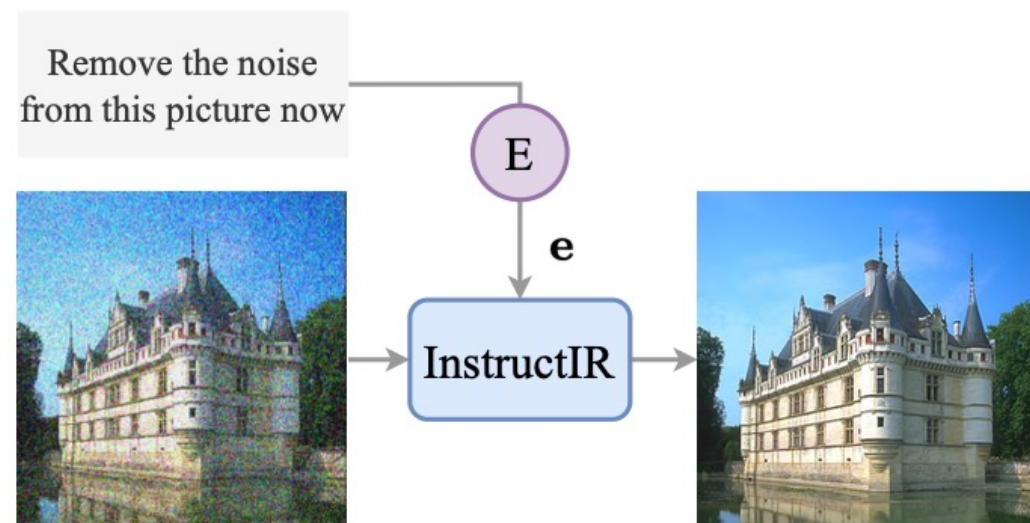 Remove the noise
from this picture now
E
e
InstructIR